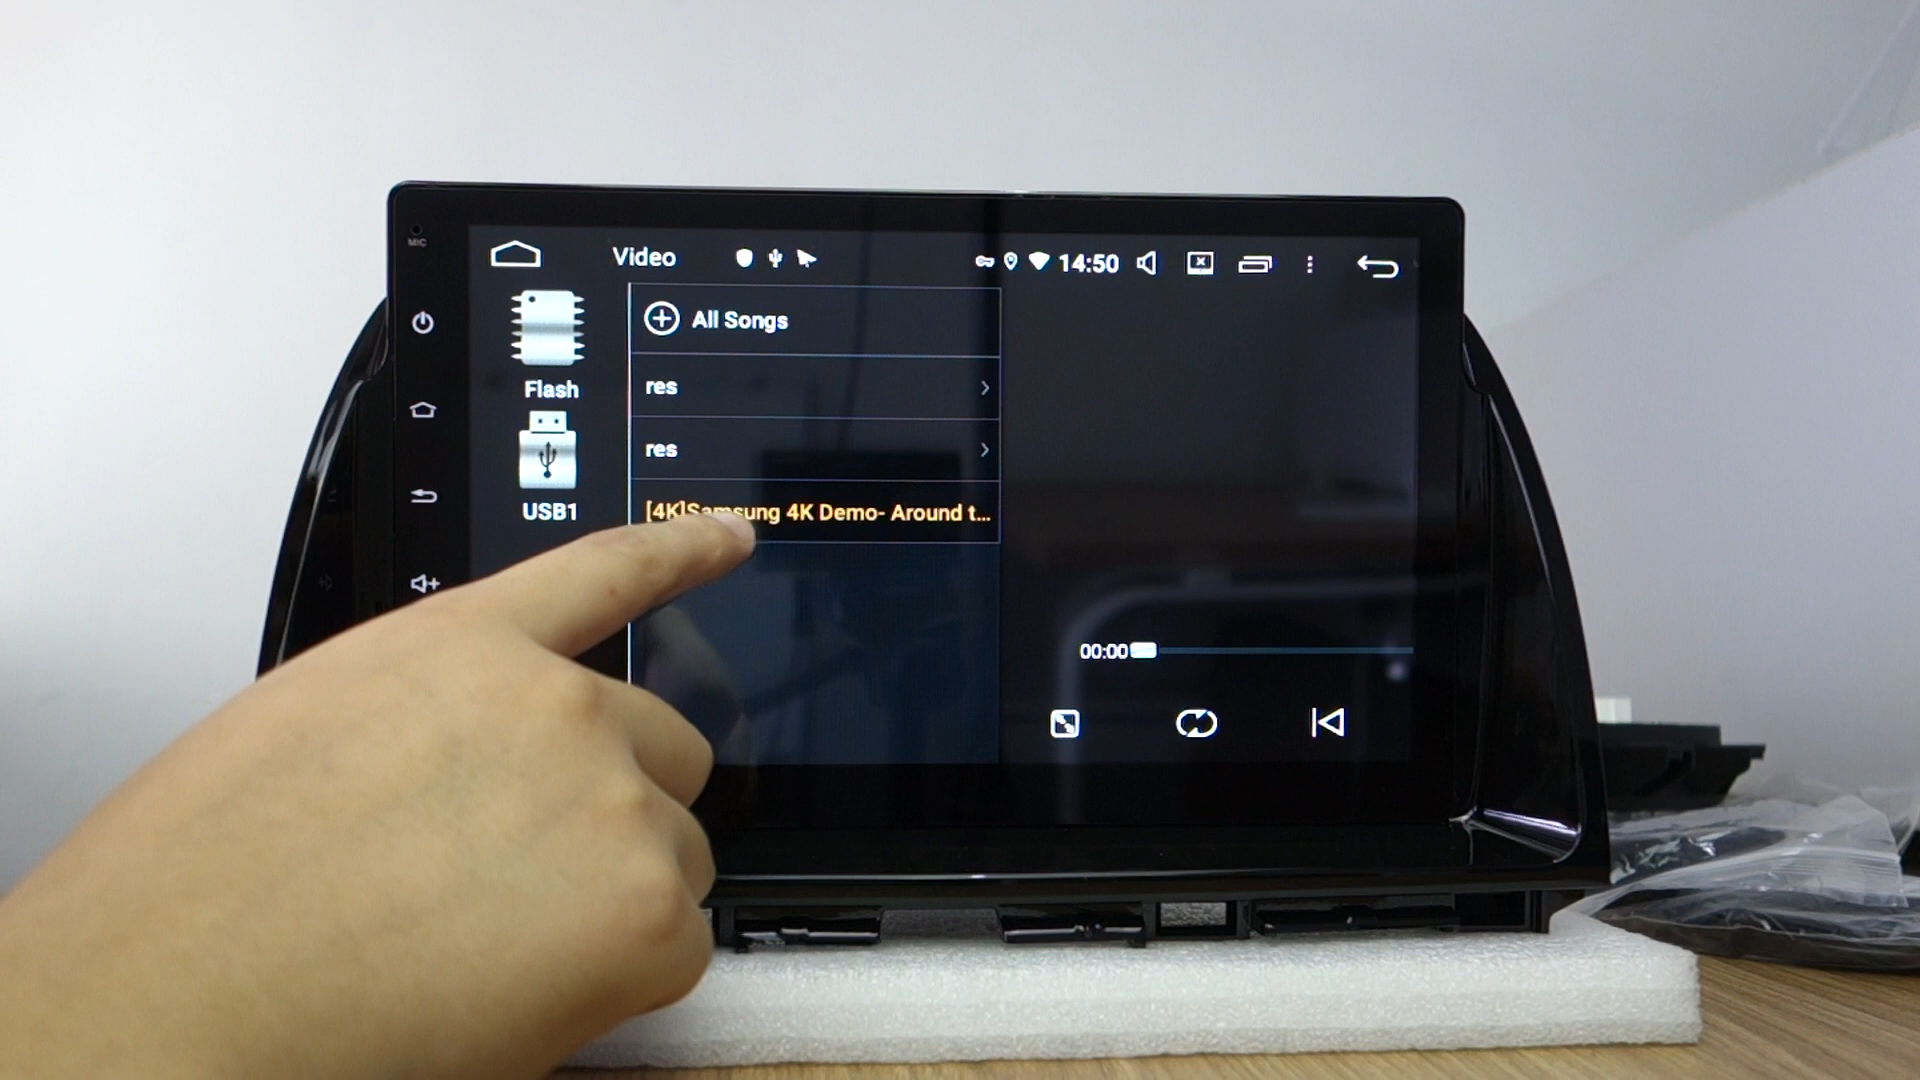 MIC
Video
14:50
All Songs
Flash
res
res
USB1
[4K]Samsung 4K Demo- Around t...
00:00